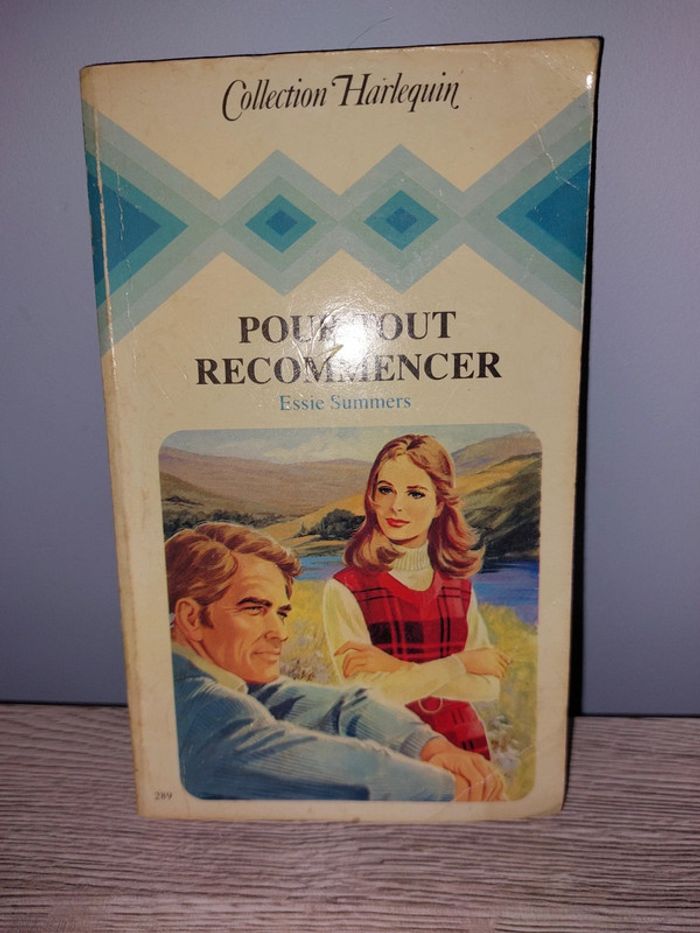 Collection Harlequin
POUR TOUT
RECOMMENCER
Essie Summers
289